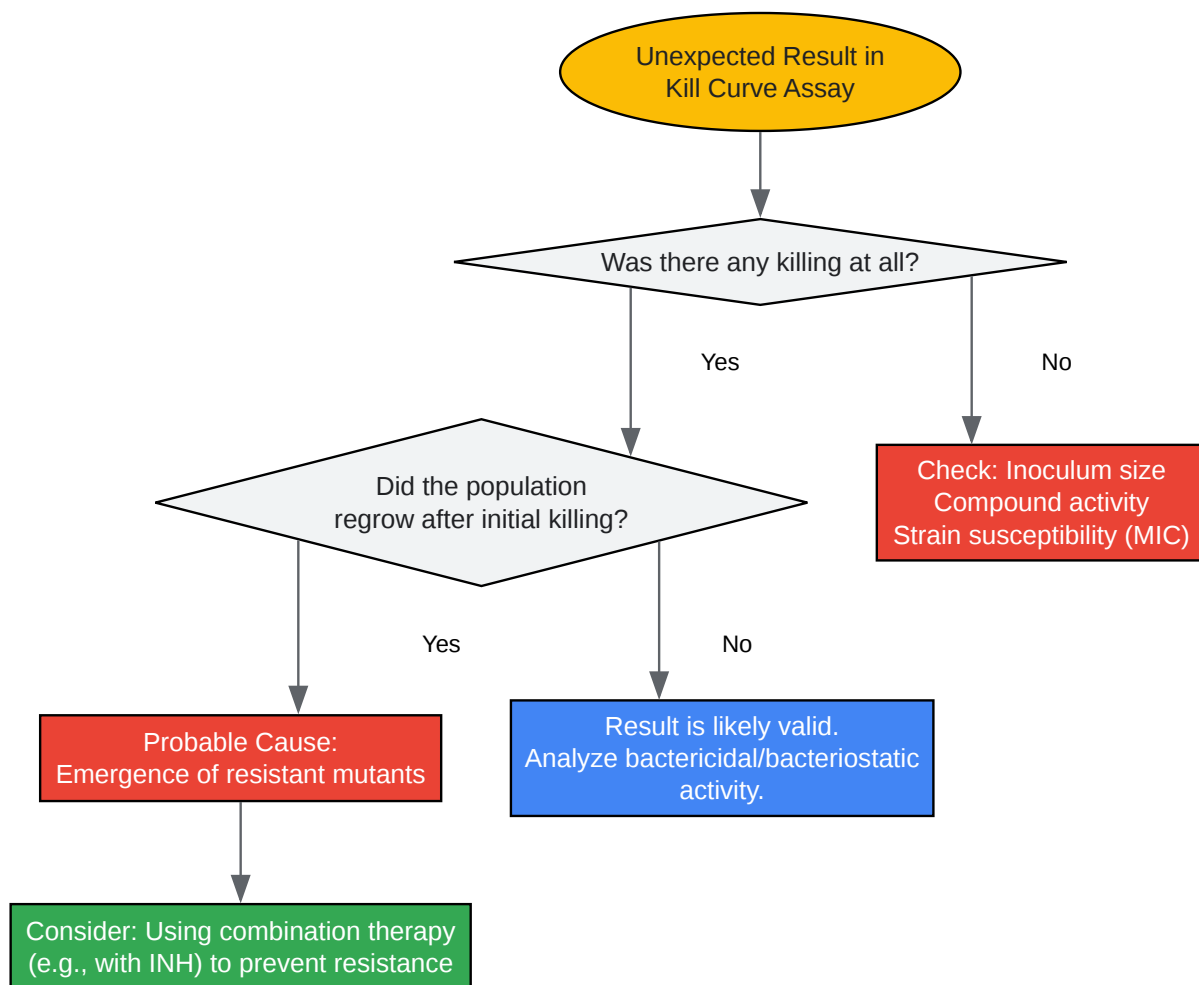 Unexpected Result in
Kill Curve Assay
Was there any killing at all?
Yes
No
Did the population
regrow after initial killing?
Check: Inoculum size
Compound activity
Strain susceptibility (MIC)
Yes
No
Probable Cause:
Emergence of resistant mutants
Result is likely valid.
Analyze bactericidal/bacteriostatic
activity.
Consider: Using combination therapy
(e.g., with INH) to prevent resistance